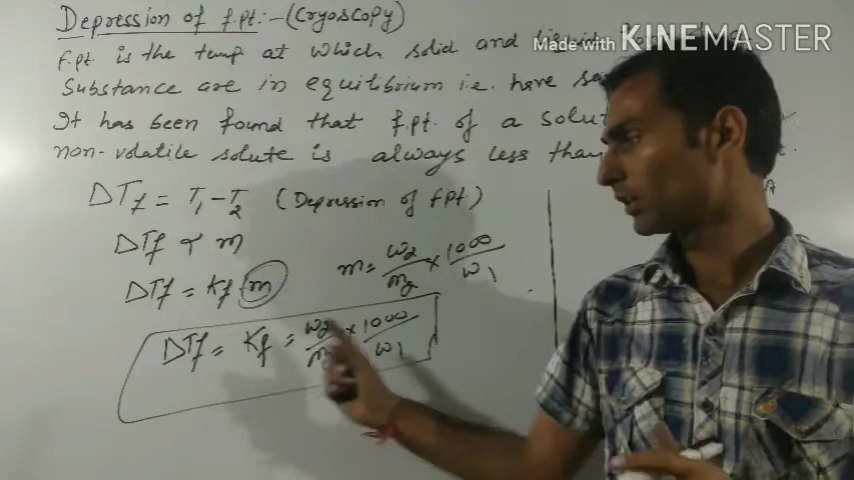 Depression of f.pt:- (Cryoscopy)
Made with KINEMASTER
f.pt. is the temp at which solid and liquid
Substance are in equilibrium i.e. have
It has been found that f.pt. of a
non-volatile solute is always less than
ΔTf = T1 - T2 (Depression of fpt)
ΔTf ∝ m
m = w2/m2 × 1000/w1
ΔTf = Kf m
ΔTf = Kf = w2/m × 1000/w1